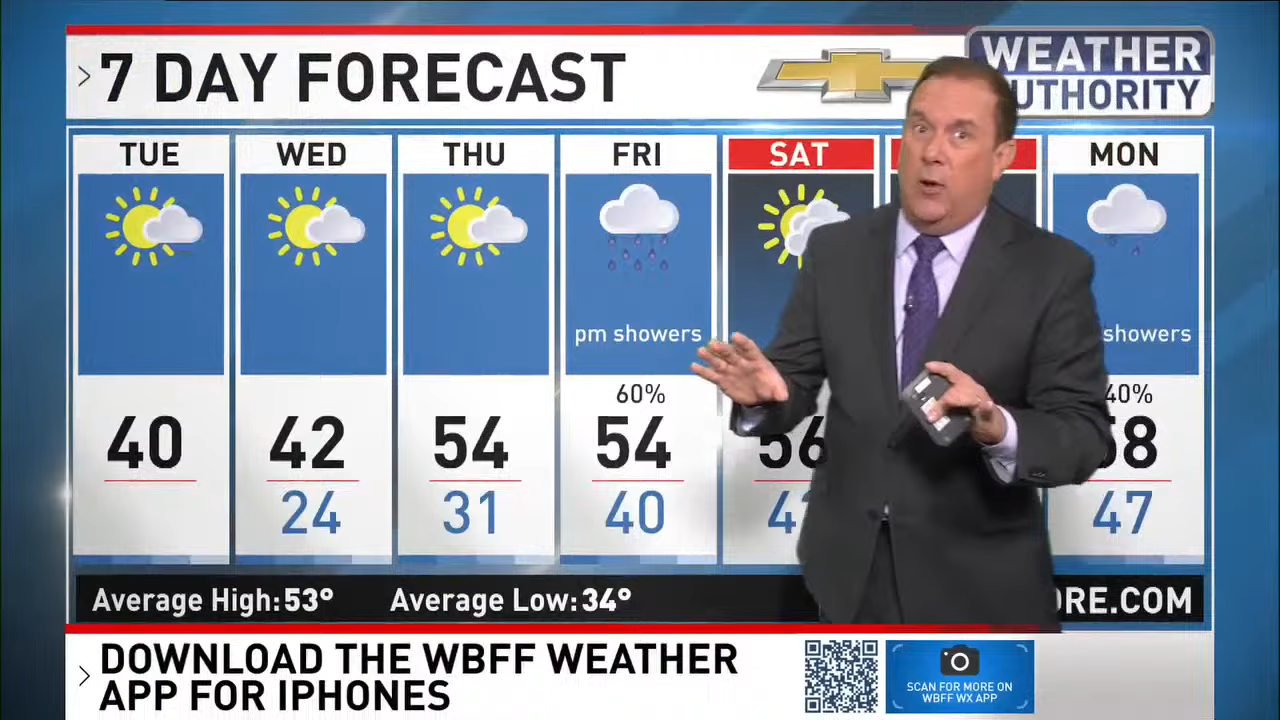 7 DAY FORECAST
WEATHER
UTHORITY
TUE
WED
THU
FRI
SAT
MON
pm showers
showers
60%
40%
40
42
54
54
56
58
24
31
40
4
47
Average High:53°
Average Low:34°
ORE.COM
DOWNLOAD THE WBFF WEATHER
APP FOR IPHONES
SCAN FOR MORE ON
WBFF WX APP